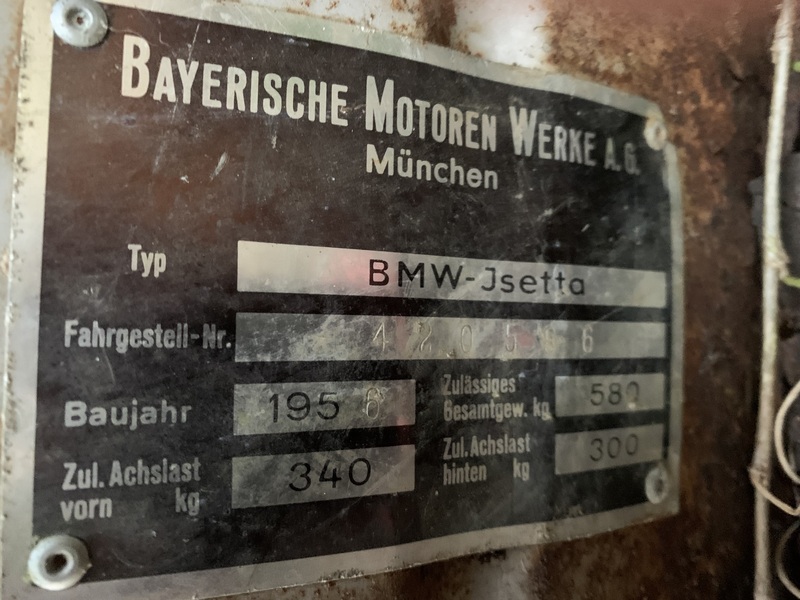 BAYERISCHE MOTOREN WERKE A.G.
München
Typ BMW-Jsetta
Fahrgestell-Nr.
Baujahr 1956
Zulässiges Gesamtgew. kg 580
Zul. Achslast vorn kg 340
Zul. Achslast hinten kg 300